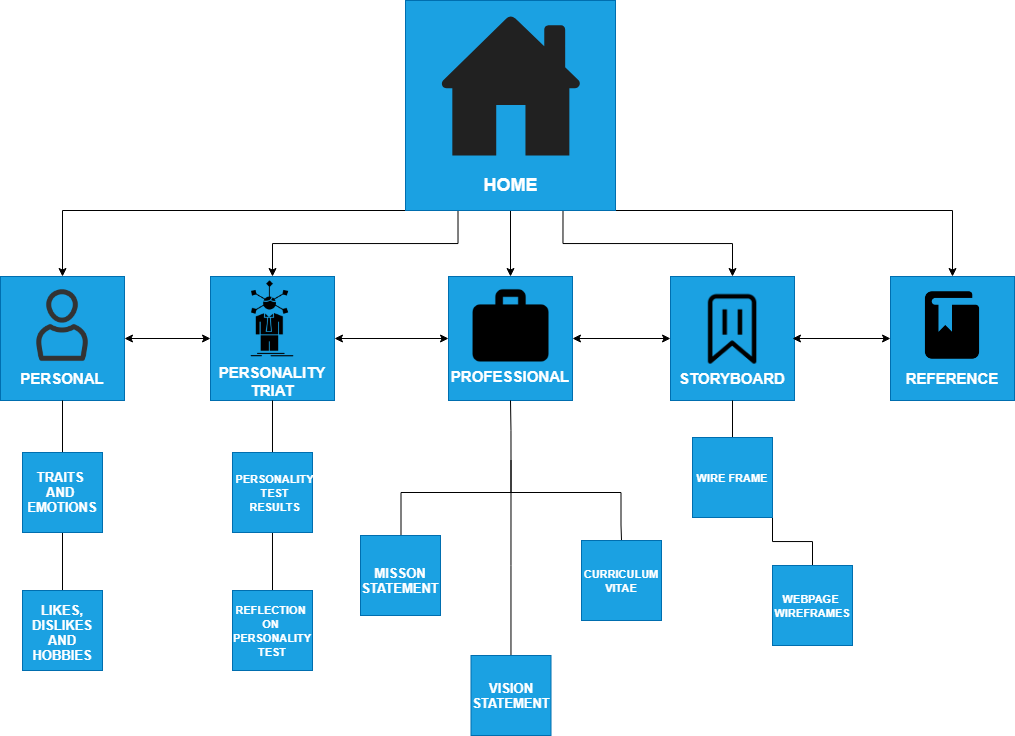 HOME
PERSONAL
PERSONALITY
TRIAT
PROFESSIONAL
STORYBOARD
REFERENCE
TRAITS
AND
EMOTIONS
PERSONALITY
TEST
RESULTS
WIRE FRAME
MISSON
STATEMENT
CURRICULUM
VITAE
LIKES,
DISLIKES
AND
HOBBIES
REFLECTION
ON
PERSONALITY
TEST
WEBPAGE
WIREFRAMES
VISION
STATEMENT